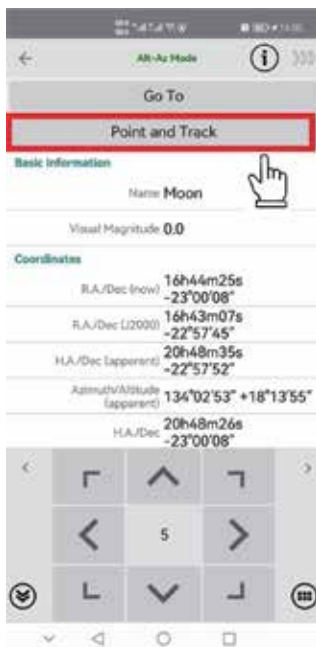 Alt-Az Mode
Go To
Point and Track
Basic Information
Name Moon
Visual Magnitude 0.0
Coordinates
R.A./Dec (now) 16h44m25s
-23°00'08"
R.A./Dec (J2000) 16h43m07s
-22°57'45"
H.A./Dec (apparent) 20h48m35s
-22°57'52"
Azimuth/Altitude (apparent) 134°02'53" +18°13'55"
H.A./Dec 20h48m26s
-23°00'08"
5